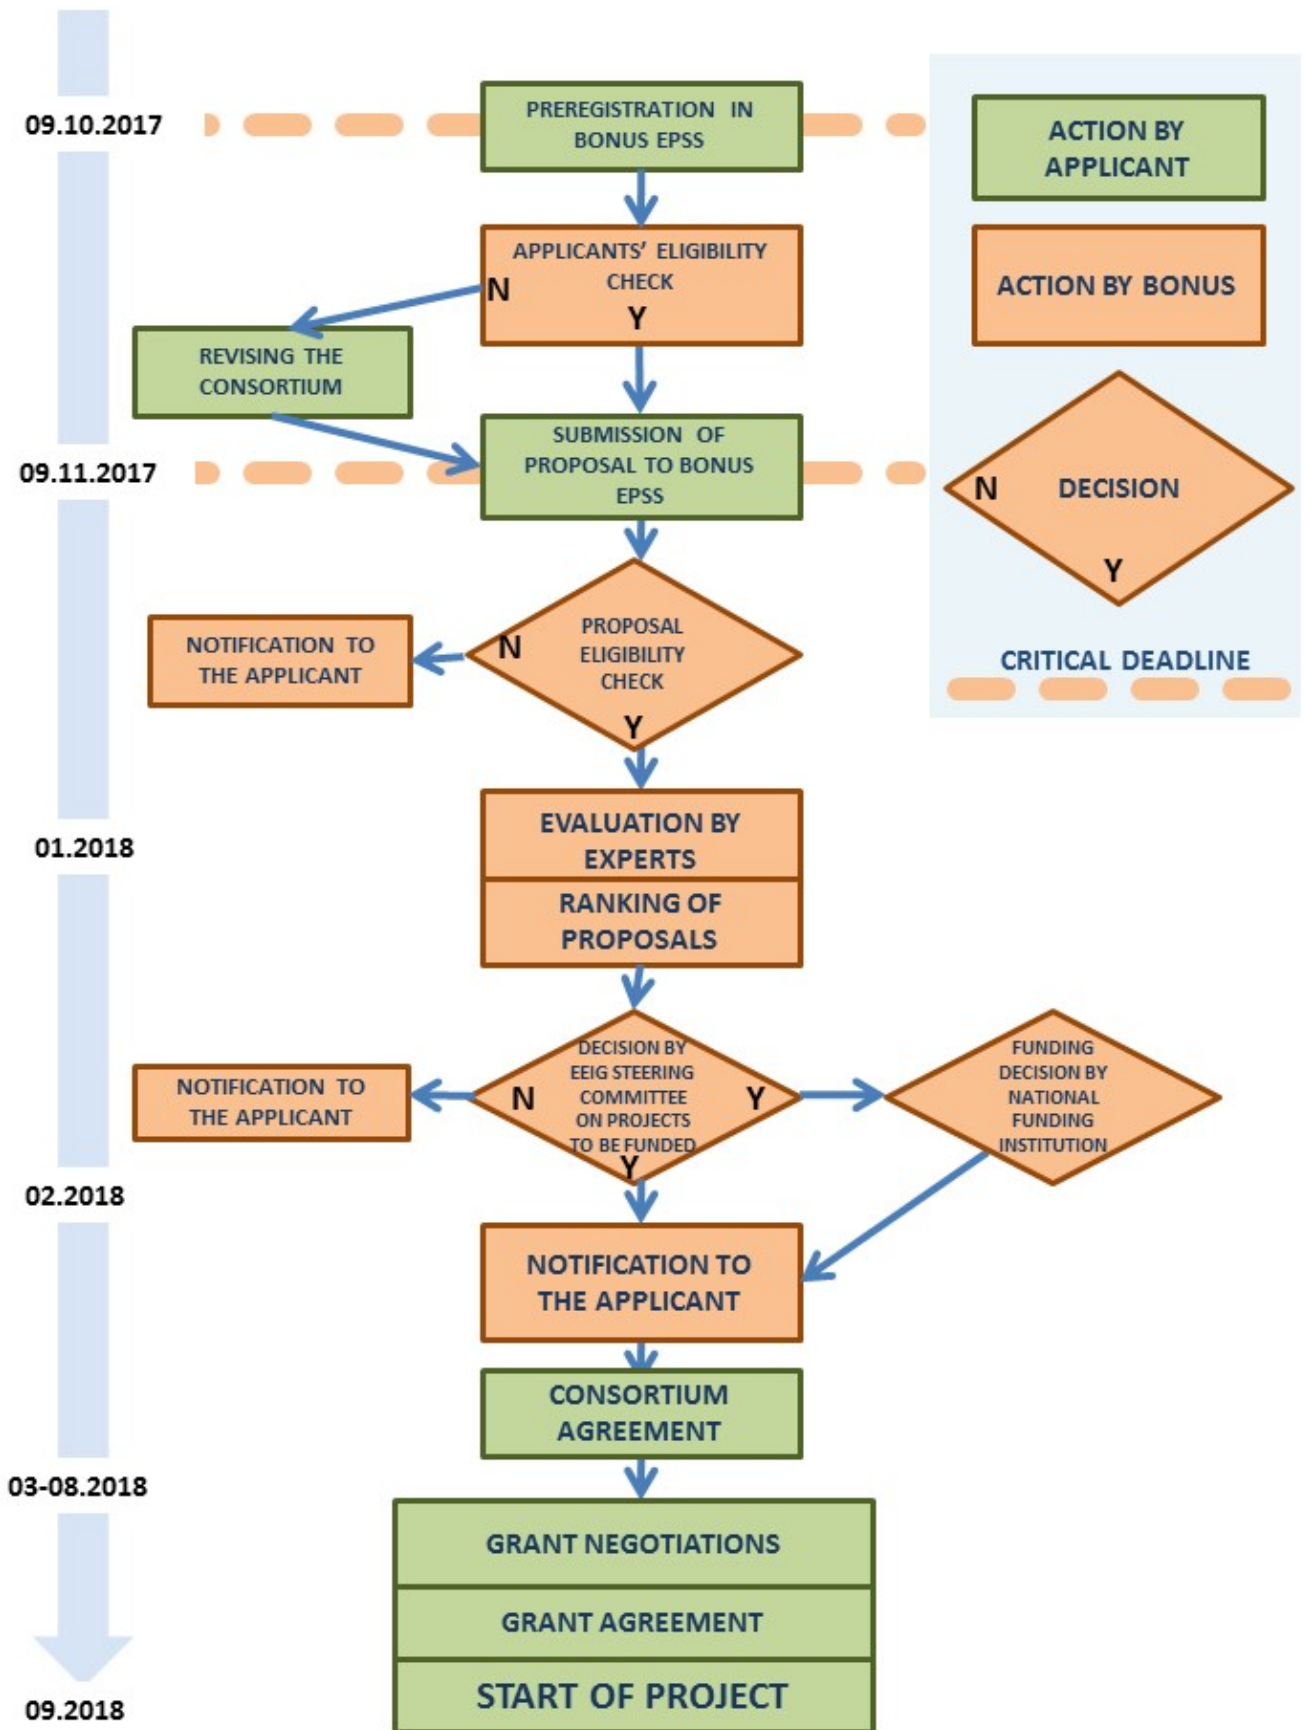 09.10.2017
PREREGISTRATION IN
BONUS EPSS
ACTION BY
APPLICANT
APPLICANTS' ELIGIBILITY
CHECK
N
Y
ACTION BY BONUS
REVISING THE
CONSORTIUM
09.11.2017
SUBMISSION OF
PROPOSAL TO BONUS
EPSS
N
DECISION
Y
NOTIFICATION TO
THE APPLICANT
N
PROPOSAL
ELIGIBILITY
CHECK
Y
CRITICAL DEADLINE
01.2018
EVALUATION BY
EXPERTS
RANKING OF
PROPOSALS
NOTIFICATION TO
THE APPLICANT
N
DECISION BY
EEIG STEERING
COMMITTEE
ON PROJECTS
TO BE FUNDED
Y
Y
FUNDING
DECISION BY
NATIONAL
FUNDING
INSTITUTION
02.2018
NOTIFICATION TO
THE APPLICANT
CONSORTIUM
AGREEMENT
03-08.2018
GRANT NEGOTIATIONS
GRANT AGREEMENT
START OF PROJECT
09.2018